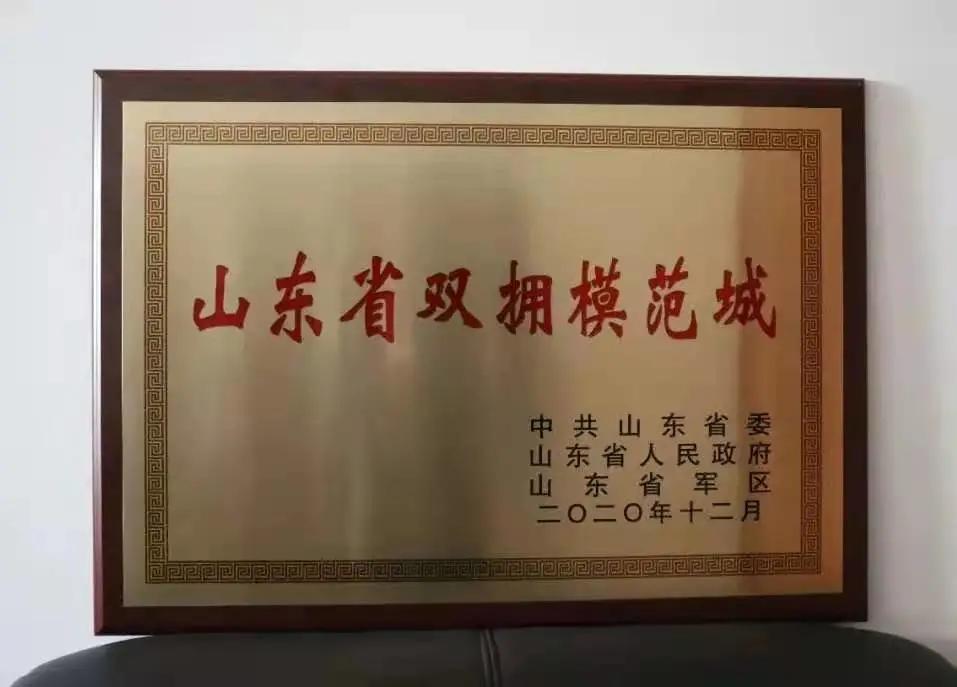 山东省双拥模范城
中共山东省委
山东省人民政府
山东省军区
二〇二〇年十二月